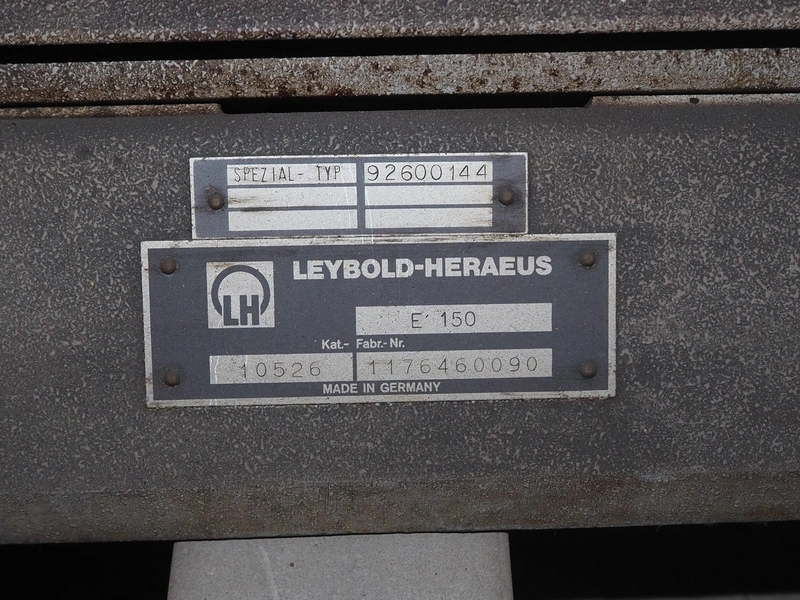 SPEZIAL- TYP 92600144
LEYBOLD-HERAEUS
LH
E 150
Kat.- Fabr.-Nr.
10526 1176460090
MADE IN GERMANY